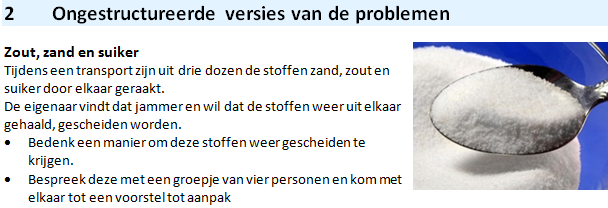 2 Ongestructureerde versies van de problemen
Zout, zand en suiker
Tijdens een transport zijn uit drie dozen de stoffen zand, zout en
suiker door elkaar geraakt.
De eigenaar vindt dat jammer en wil dat de stoffen weer uit elkaar
gehaald, gescheiden worden.
• Bedenk een manier om deze stoffen weer gescheiden te
krijgen.
• Bespreek deze met een groepje van vier personen en kom met
elkaar tot een voorstel tot aanpak